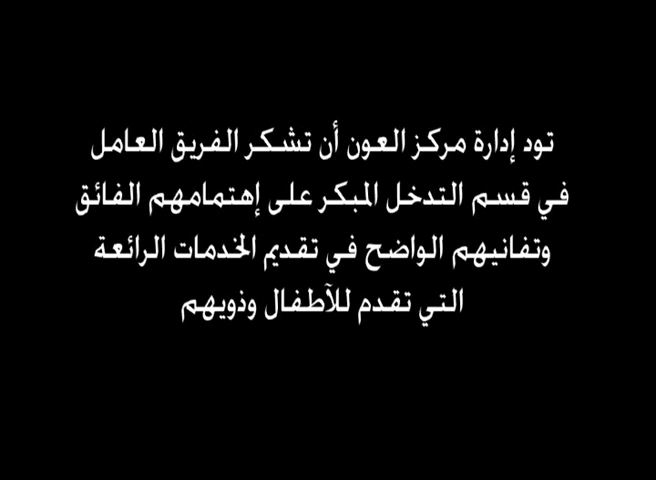 تود إدارة مركز العون أن تشكر الفريق العامل
في قسم التدخل المبكر على إهتمامهم الفائق
وتفانيهم الواضح في تقديم الخدمات الرائعة
التي تقدم للآطفال وذويهم